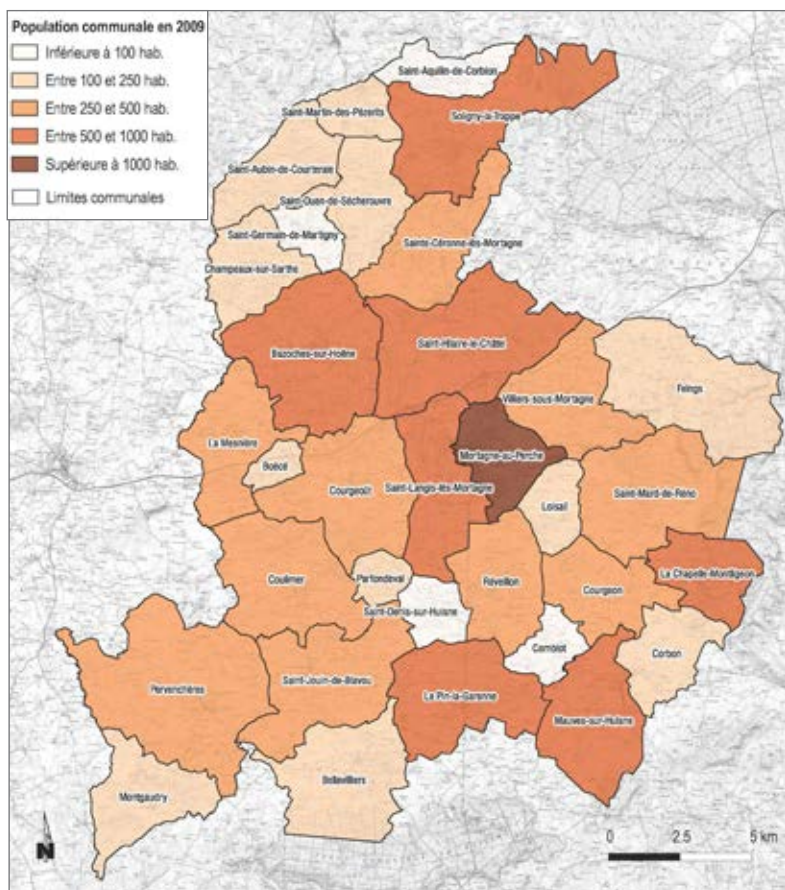 Population communale en 2009
Inférieure à 100 hab.
Entre 100 et 250 hab.
Entre 250 et 500 hab.
Entre 500 et 1000 hab.
Supérieure à 1000 hab.
Limites communales
Saint-Aquilin-de-Corbion
Saint-Martin-des-Pézerits
Soligny-la-Trappe
Saint-Aubin-de-Courteraie
Saint-Ouen-de-Sécherouvre
Saint-Germain-de-Martigny
Sainte-Céronne-lès-Mortagne
Champeaux-sur-Sarthe
Bazoches-sur-Hoëne
Saint-Hilaire-le-Châtel
Feings
Villiers-sous-Mortagne
La Mesnière
Mortagne-au-Perche
Boëcé
Courgeoût
Saint-Langis-lès-Mortagne
Saint-Mard-de-Réno
Loisail
La Chapelle-Montligeon
Coulimer
Parfondeval
Réveillon
Courgeon
Saint-Denis-sur-Huisne
Comblot
Corbon
Pervenchères
Saint-Jouin-de-Blavou
La Pin-la-Garenne
Mauves-sur-Huisne
Bellavilliers
Montgaudry
N
0 2.5 5 km